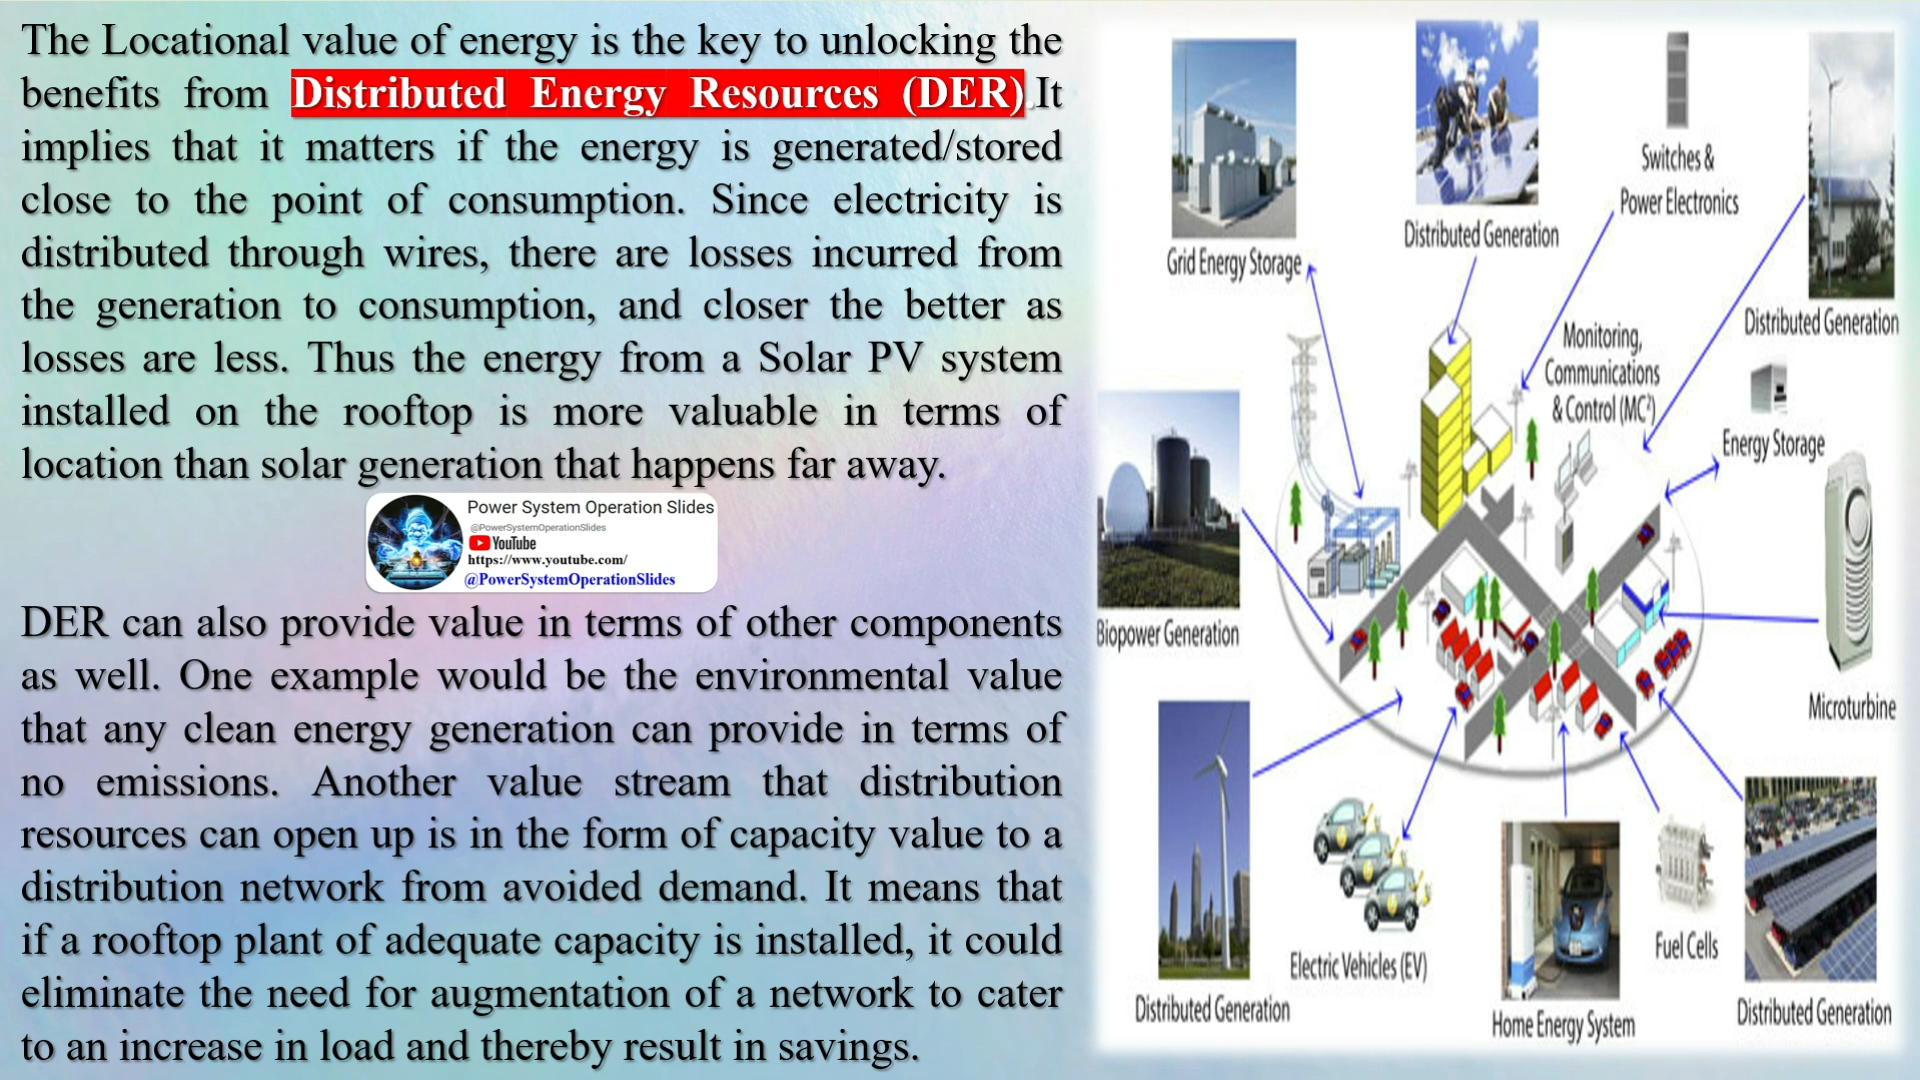 The Locational value of energy is the key to unlocking the
benefits from Distributed Energy Resources (DER).It
implies that it matters if the energy is generated/stored
close to the point of consumption. Since electricity is
distributed through wires, there are losses incurred from
the generation to consumption, and closer the better as
losses are less. Thus the energy from a Solar PV system
installed on the rooftop is more valuable in terms of
location than solar generation that happens far away.
Power System Operation Slides
@PowerSystemOperationSlides
YouTube
https://www.youtube.com/
@PowerSystemOperationSlides
DER can also provide value in terms of other components
as well. One example would be the environmental value
that any clean energy generation can provide in terms of
no emissions. Another value stream that distribution
resources can open up is in the form of capacity value to a
distribution network from avoided demand. It means that
if a rooftop plant of adequate capacity is installed, it could
eliminate the need for augmentation of a network to cater
to an increase in load and thereby result in savings.
Grid Energy Storage
Distributed Generation
Switches &
Power Electronics
Distributed Generation
Monitoring,
Communications
& Control (MC²)
Energy Storage
Biopower Generation
Microturbine
Distributed Generation
Electric Vehicles (EV)
Home Energy System
Fuel Cells
Distributed Generation